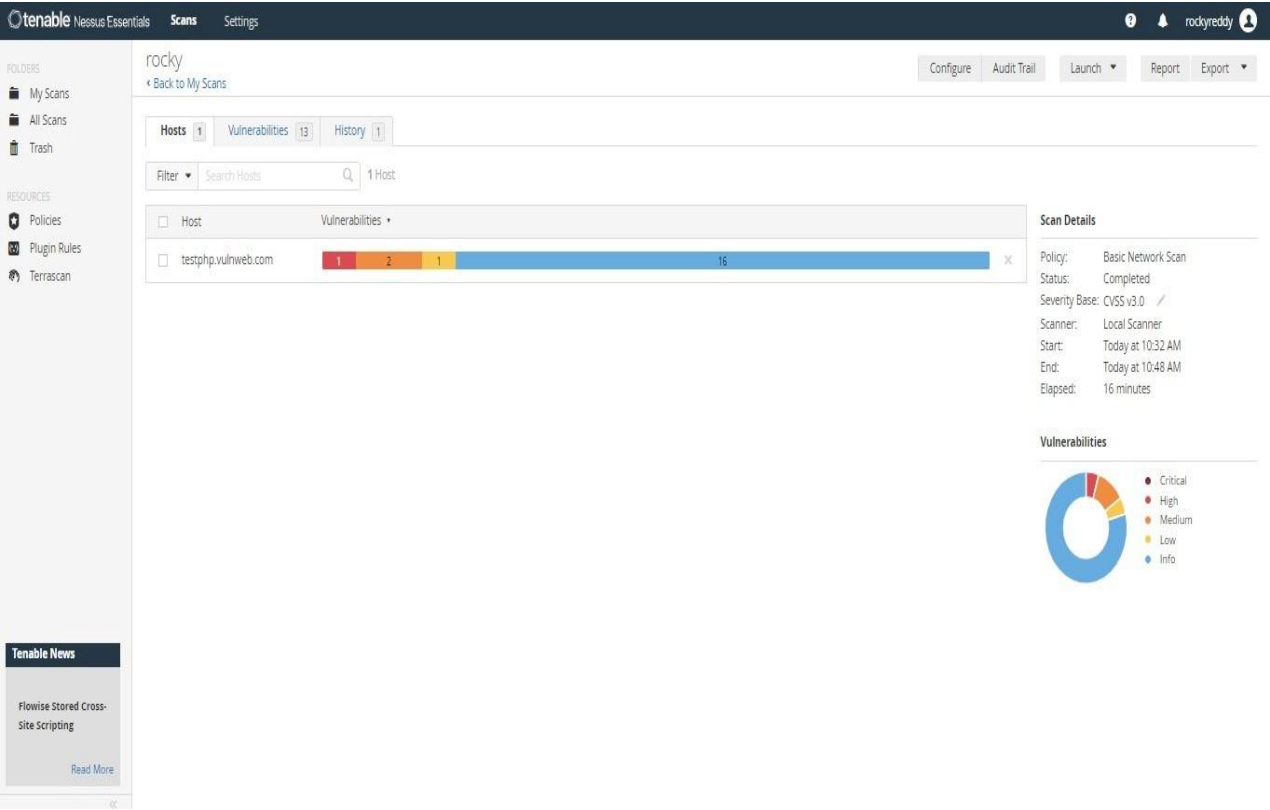 tenable Nessus Essentials Scans Settings rockyreddy
FOLDERS
My Scans
All Scans
Trash
RESOURCES
Policies
Plugin Rules
Terrascan
Tenable News
Flowise Stored Cross-
Site Scripting
Read More
rocky
‹ Back to My Scans
Configure Audit Trail Launch Report Export
Hosts 1 Vulnerabilities 13 History 1
Filter Search Hosts 1 Host
Host Vulnerabilities
testphp.vulnweb.com 1 2 1 16
Scan Details
Policy: Basic Network Scan
Status: Completed
Severity Base: CVSS v3.0
Scanner: Local Scanner
Start: Today at 10:32 AM
End: Today at 10:48 AM
Elapsed: 16 minutes
Vulnerabilities
Critical
High
Medium
Low
Info